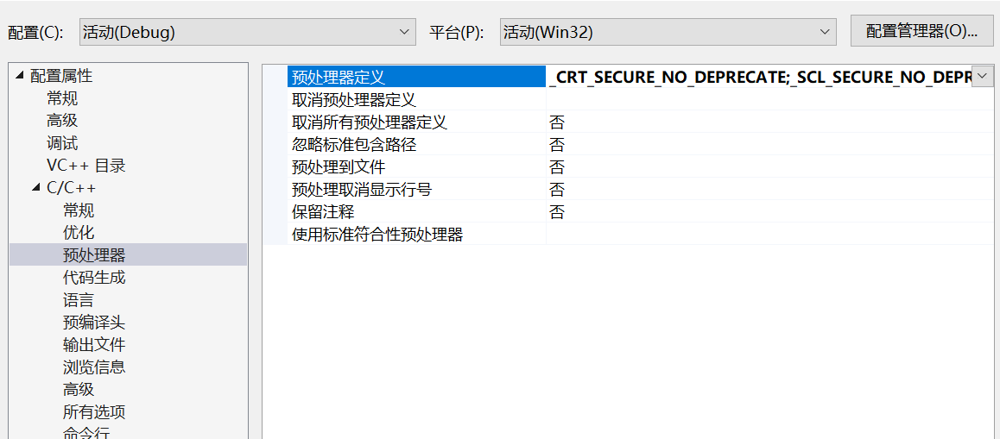 配置(C): 活动(Debug) 平台(P): 活动(Win32) 配置管理器(O)...
配置属性
常规
高级
调试
VC++ 目录
C/C++
常规
优化
预处理器
代码生成
语言
预编译头
输出文件
浏览信息
高级
所有选项
命令行
预处理器定义 _CRT_SECURE_NO_DEPRECATE;_SCL_SECURE_NO_DEPR
取消预处理器定义
取消所有预处理器定义 否
忽略标准包含路径 否
预处理到文件 否
预处理取消显示行号 否
保留注释 否
使用标准符合性预处理器